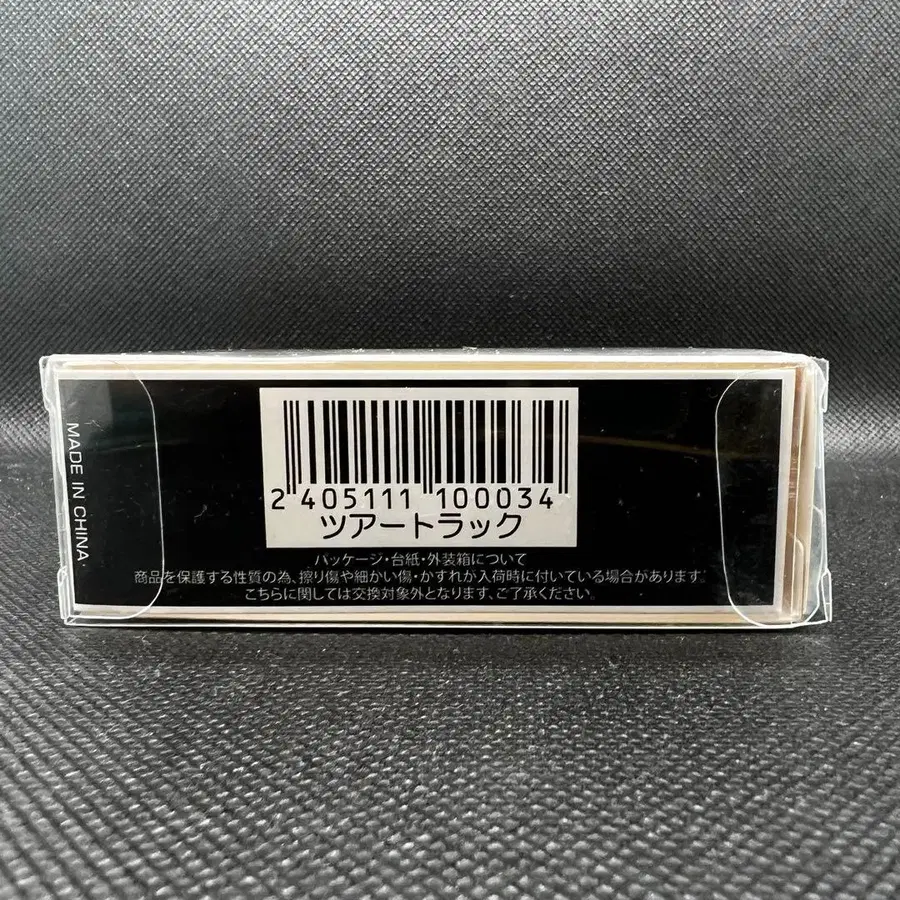 MADE IN CHINA
2 405111 100034
ツアートラック
パッケージ・台紙・外装箱について
商品を保護する性質の為、擦り傷や細かい傷・かすれが入荷時に付いている場合があります。
こちらに関しては交換対象外となります、ご了承ください。